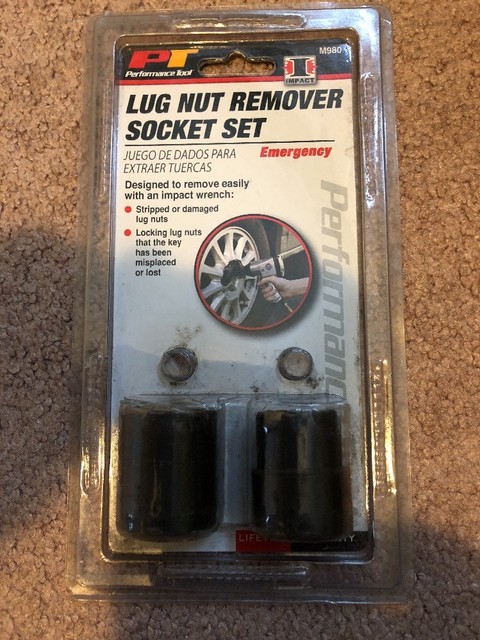 PT
Performance Tool
M980
IMPACT
LUG NUT REMOVER
SOCKET SET
JUEGO DE DADOS PARA
EXTRAER TUERCAS
Emergency
Designed to remove easily
with an impact wrench:
Stripped or damaged
lug nuts
Locking lug nuts
that the key
has been
misplaced
or lost